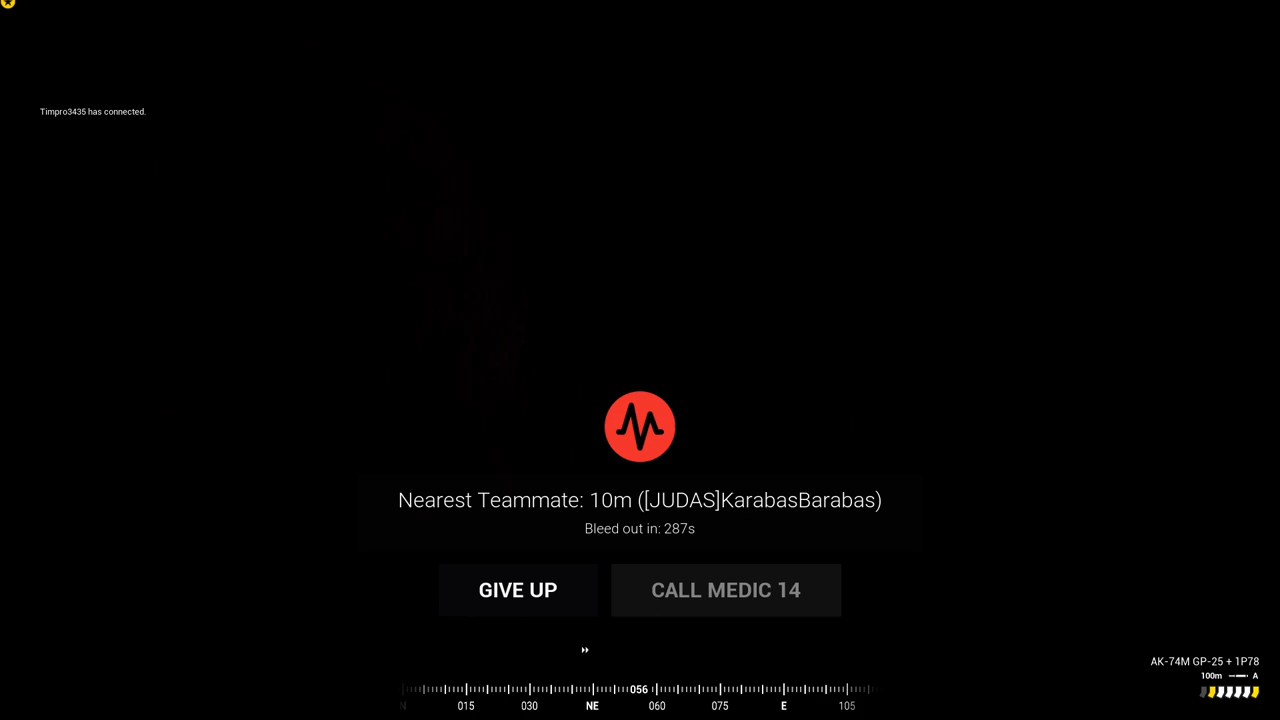 Timpro3435 has connected.
Nearest Teammate: 10m ([JUDAS]KarabasBarabas)
Bleed out in: 287s
GIVE UP
CALL MEDIC 14
AK-74M GP-25 + 1P78
100m A
056
N 015 030 NE 060 075 E 105